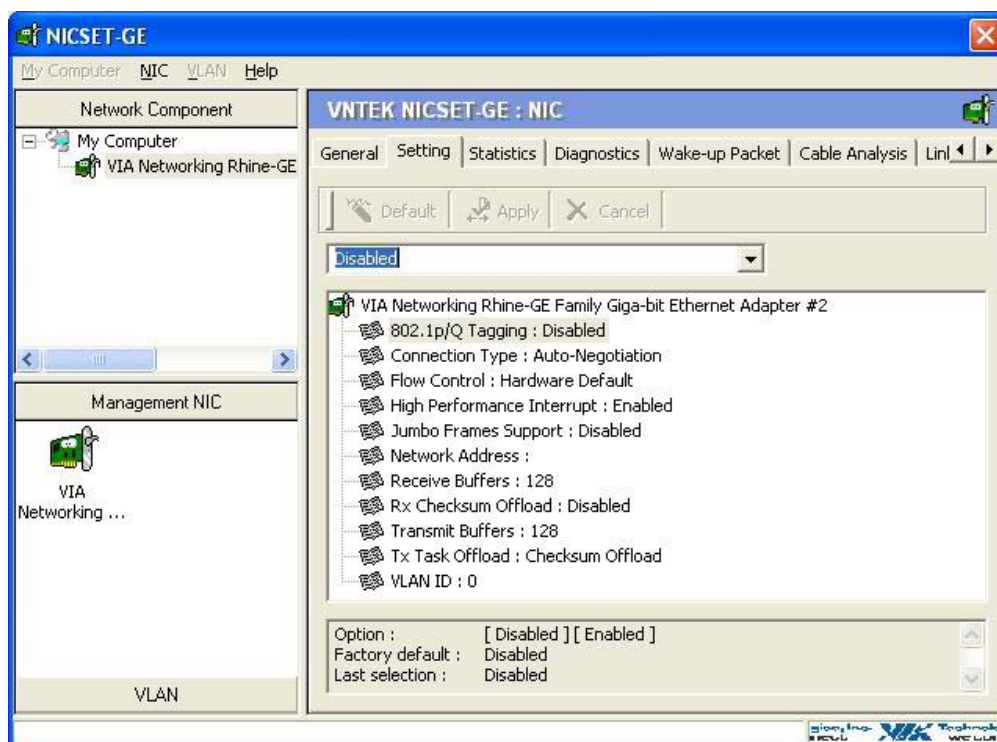 NICSET-GE
My Computer NIC VLAN Help
Network Component
My Computer
VIA Networking Rhine-GE
Management NIC
VIA
Networking ...
VLAN
VNTEK NICSET-GE : NIC
General Setting Statistics Diagnostics Wake-up Packet Cable Analysis Linl
Default Apply Cancel
Disabled
VIA Networking Rhine-GE Family Giga-bit Ethernet Adapter #2
802.1p/Q Tagging : Disabled
Connection Type : Auto-Negotiation
Flow Control : Hardware Default
High Performance Interrupt : Enabled
Jumbo Frames Support : Disabled
Network Address :
Receive Buffers : 128
Rx Checksum Offload : Disabled
Transmit Buffers : 128
Tx Task Offload : Checksum Offload
VLAN ID : 0
Option : [ Disabled ] [ Enabled ]
Factory default : Disabled
Last selection : Disabled
VIA